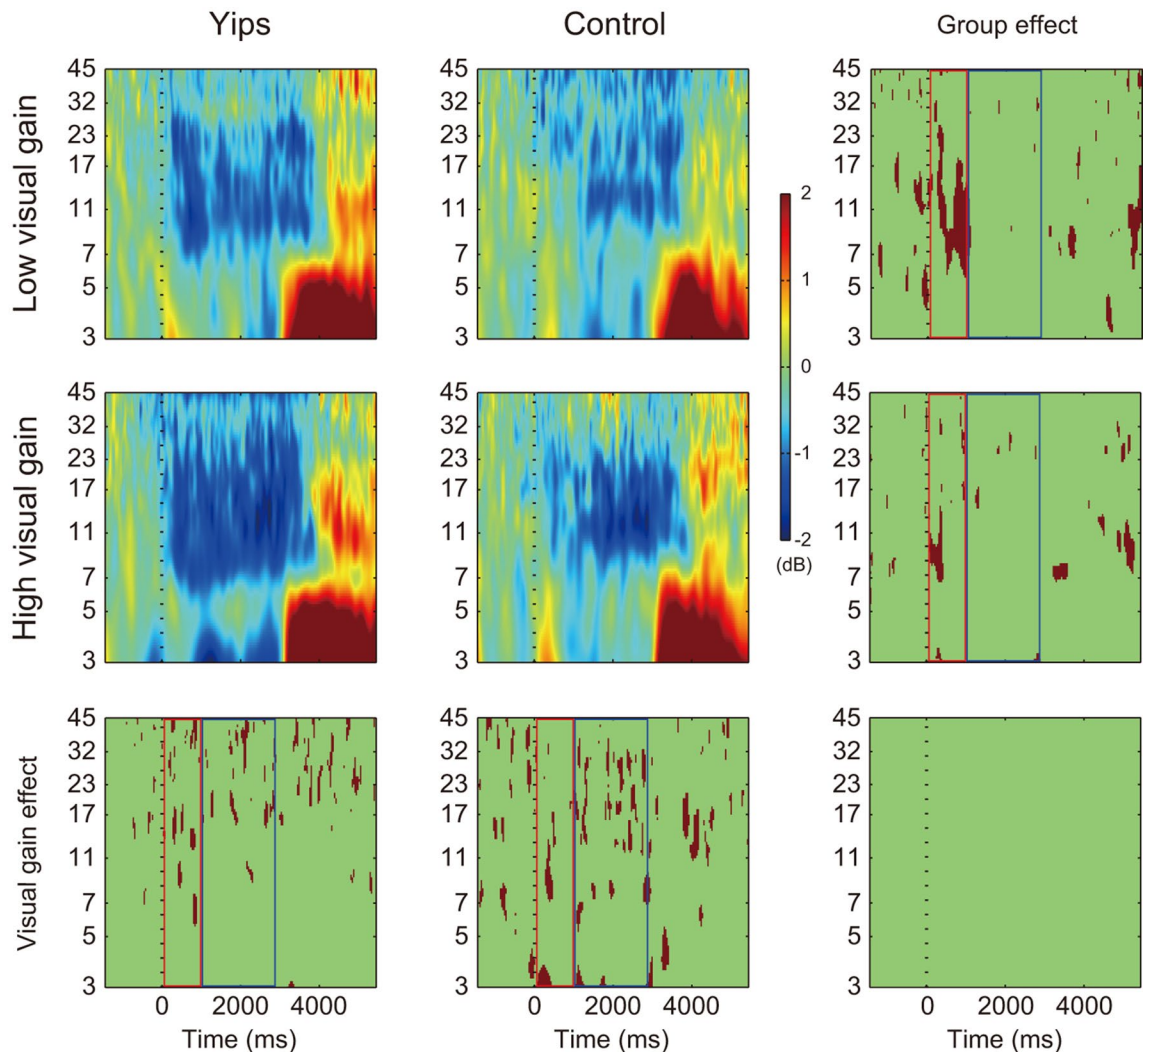 Yips Control Group effect
Low visual gain
45 45 45
32 32 32
23 23 23
17 17 17
11 11 11
7 7 7
5 5 5
3 3 3
2
1
0
-1
-2
(dB)
High visual gain
45 45 45
32 32 32
23 23 23
17 17 17
11 11 11
7 7 7
5 5 5
3 3 3
Visual gain effect
45 45 45
32 32 32
23 23 23
17 17 17
11 11 11
7 7 7
5 5 5
3 3 3
0 2000 4000 0 2000 4000 0 2000 4000
Time (ms) Time (ms) Time (ms)